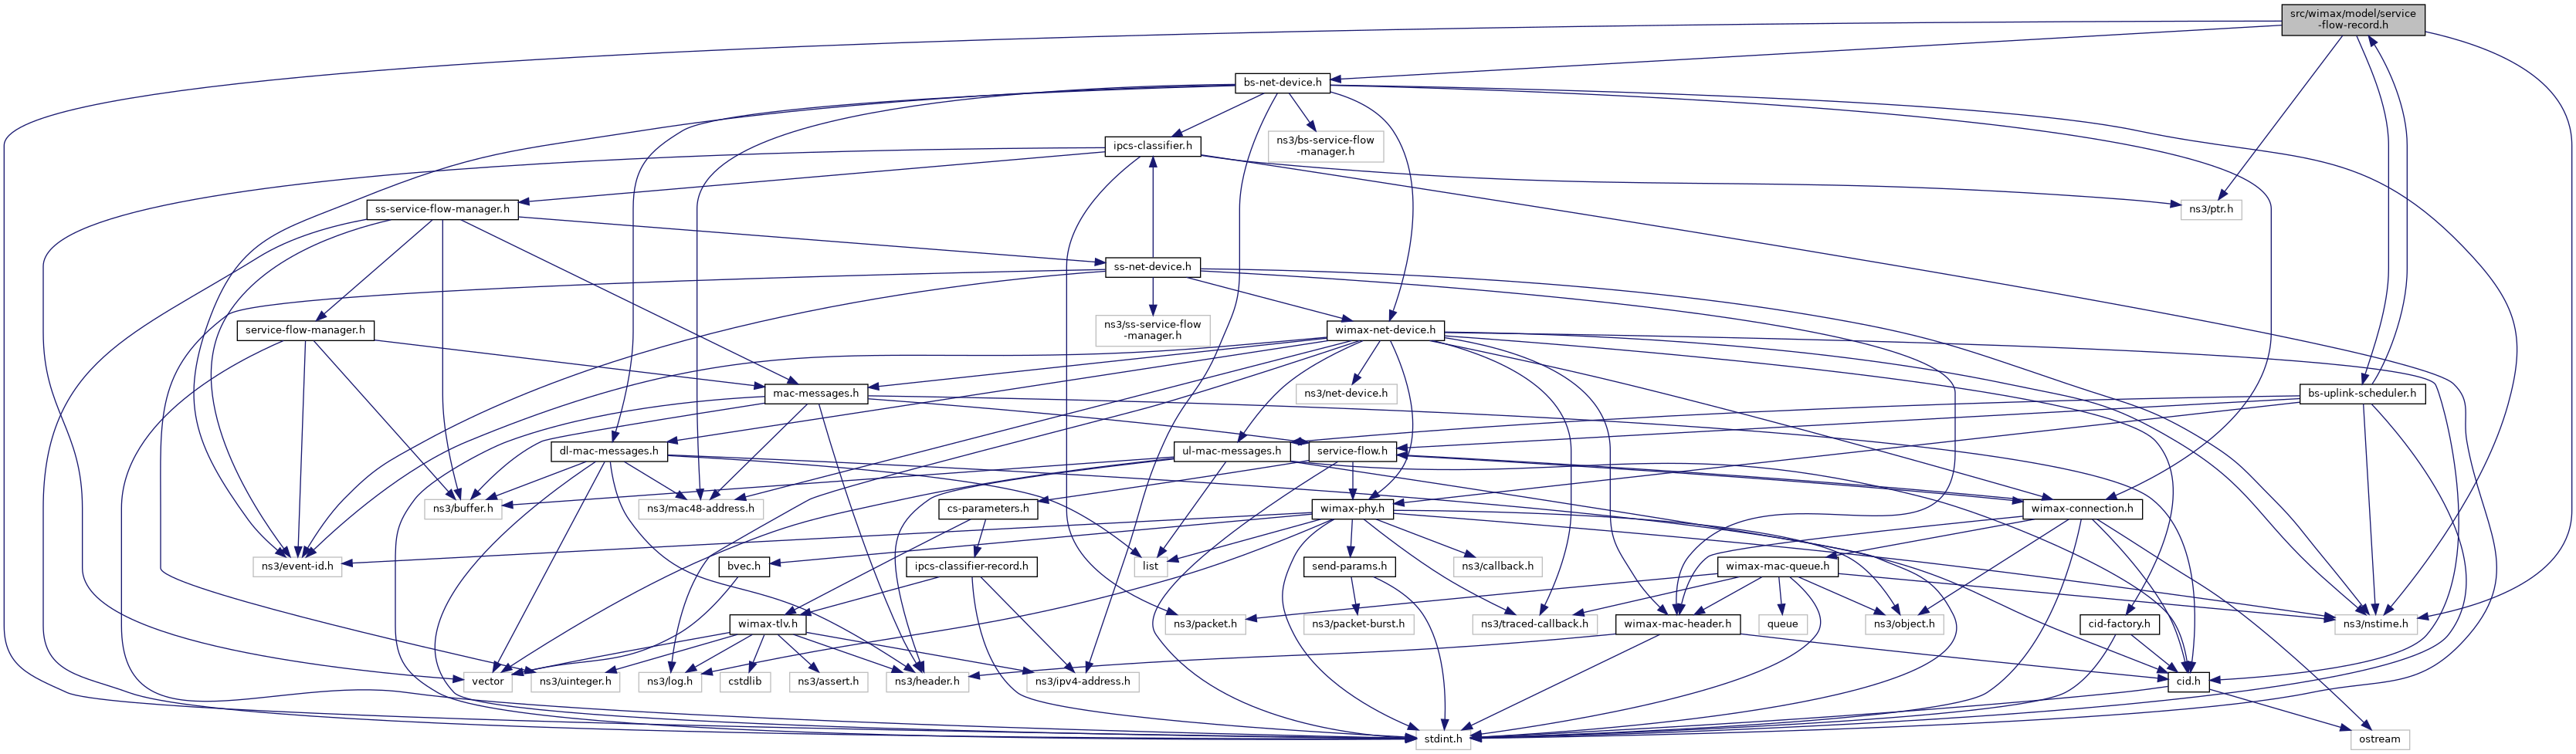 src/wimax/model/service
-flow-record.h
bs-net-device.h
ipcs-classifier.h
ns3/bs-service-flow
-manager.h
ss-service-flow-manager.h
ns3/ptr.h
ss-net-device.h
service-flow-manager.h
ns3/ss-service-flow
-manager.h
wimax-net-device.h
mac-messages.h
ns3/net-device.h
bs-uplink-scheduler.h
dl-mac-messages.h
ul-mac-messages.h
service-flow.h
ns3/buffer.h
ns3/mac48-address.h
cs-parameters.h
wimax-phy.h
wimax-connection.h
ns3/event-id.h
bvec.h
ipcs-classifier-record.h
list
send-params.h
ns3/callback.h
wimax-mac-queue.h
wimax-tlv.h
ns3/packet.h
ns3/packet-burst.h
ns3/traced-callback.h
wimax-mac-header.h
queue
ns3/object.h
cid-factory.h
ns3/nstime.h
vector
ns3/uinteger.h
ns3/log.h
cstdlib
ns3/assert.h
ns3/header.h
ns3/ipv4-address.h
cid.h
stdint.h
ostream